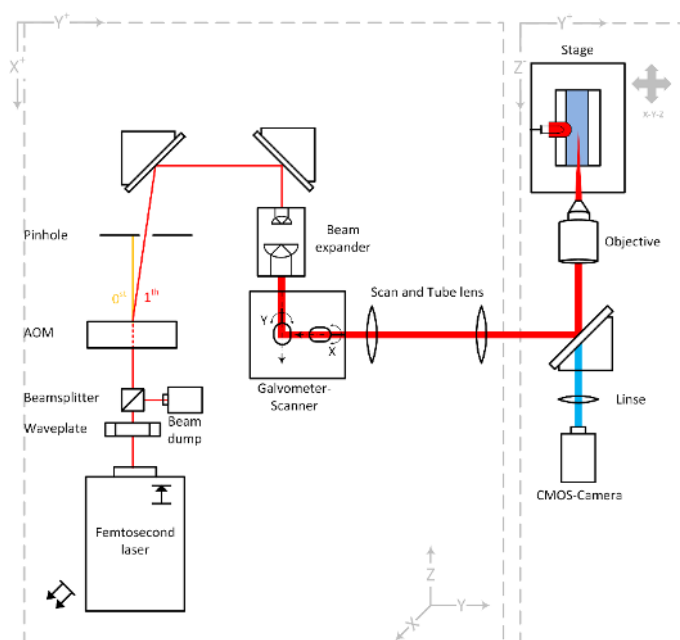 Y⁺
X⁺
Y⁻
Z⁻
Stage
X-Y-Z
Pinhole
0ˢᵗ
1ᵗʰ
Beam
expander
Objective
AOM
Scan and Tube lens
Y
X
Galvometer-
Scanner
Beamsplitter
Beam
dump
Waveplate
Linse
CMOS-Camera
Femtosecond
laser
Z
Y
X